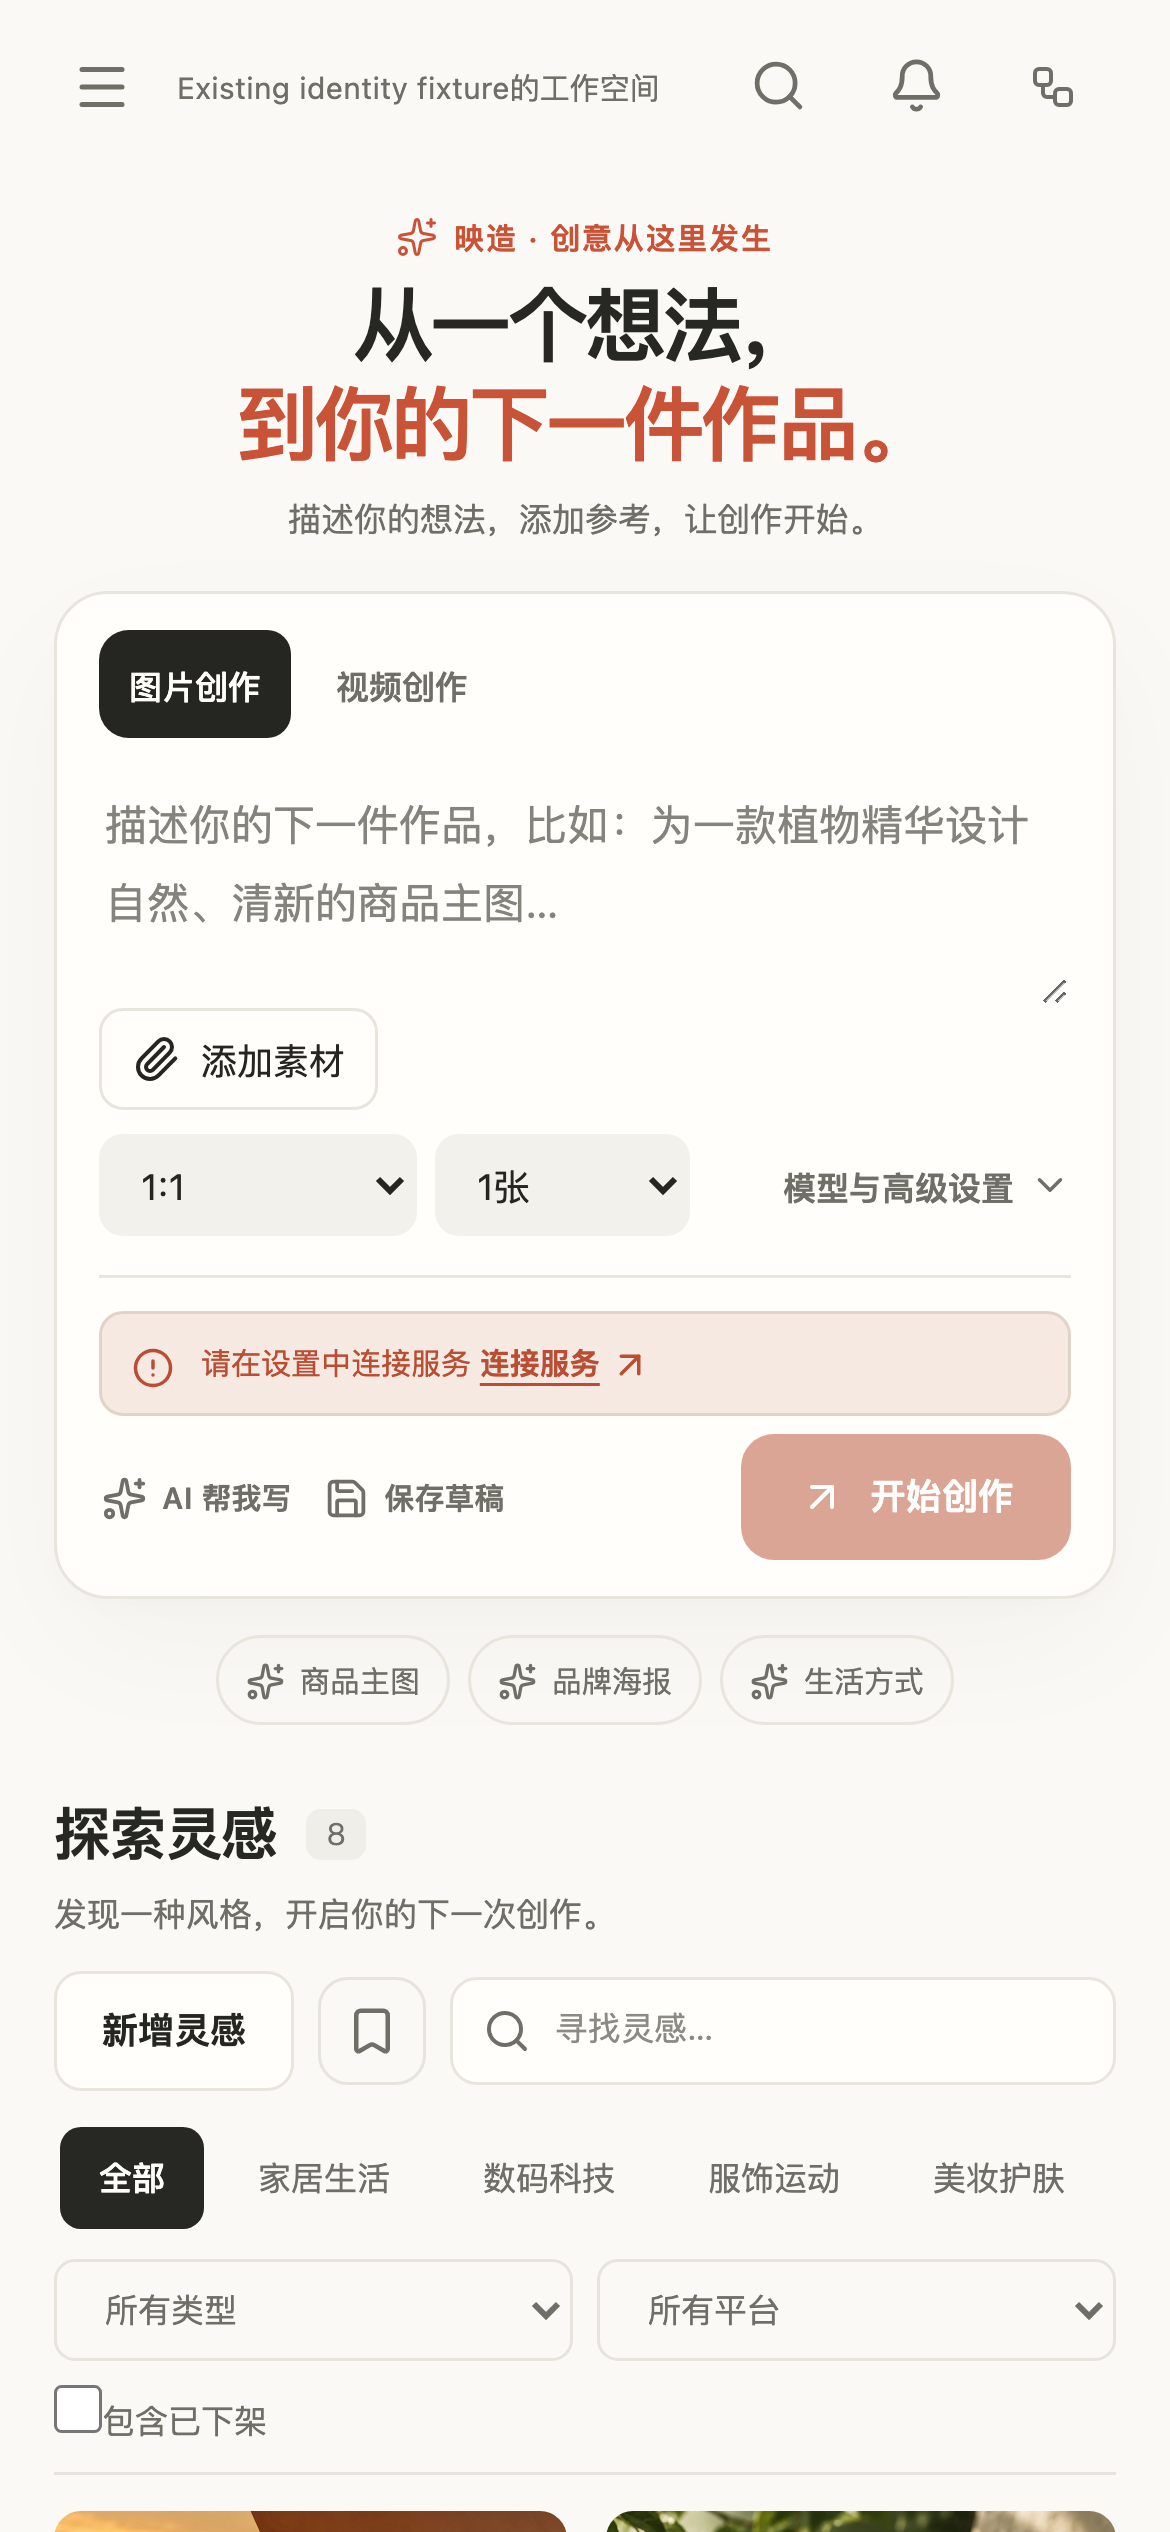 Existing identity fixture的工作空间
映造 · 创意从这里发生
从一个想法，
到你的下一件作品。
描述你的想法，添加参考，让创作开始。
图片创作 视频创作
描述你的下一件作品，比如：为一款植物精华设计
自然、清新的商品主图...
添加素材
1:1 1张 模型与高级设置
请在设置中连接服务 连接服务
AI 帮我写 保存草稿 开始创作
商品主图 品牌海报 生活方式
探索灵感 8
发现一种风格，开启你的下一次创作。
新增灵感 寻找灵感...
全部 家居生活 数码科技 服饰运动 美妆护肤
所有类型 所有平台
包含已下架